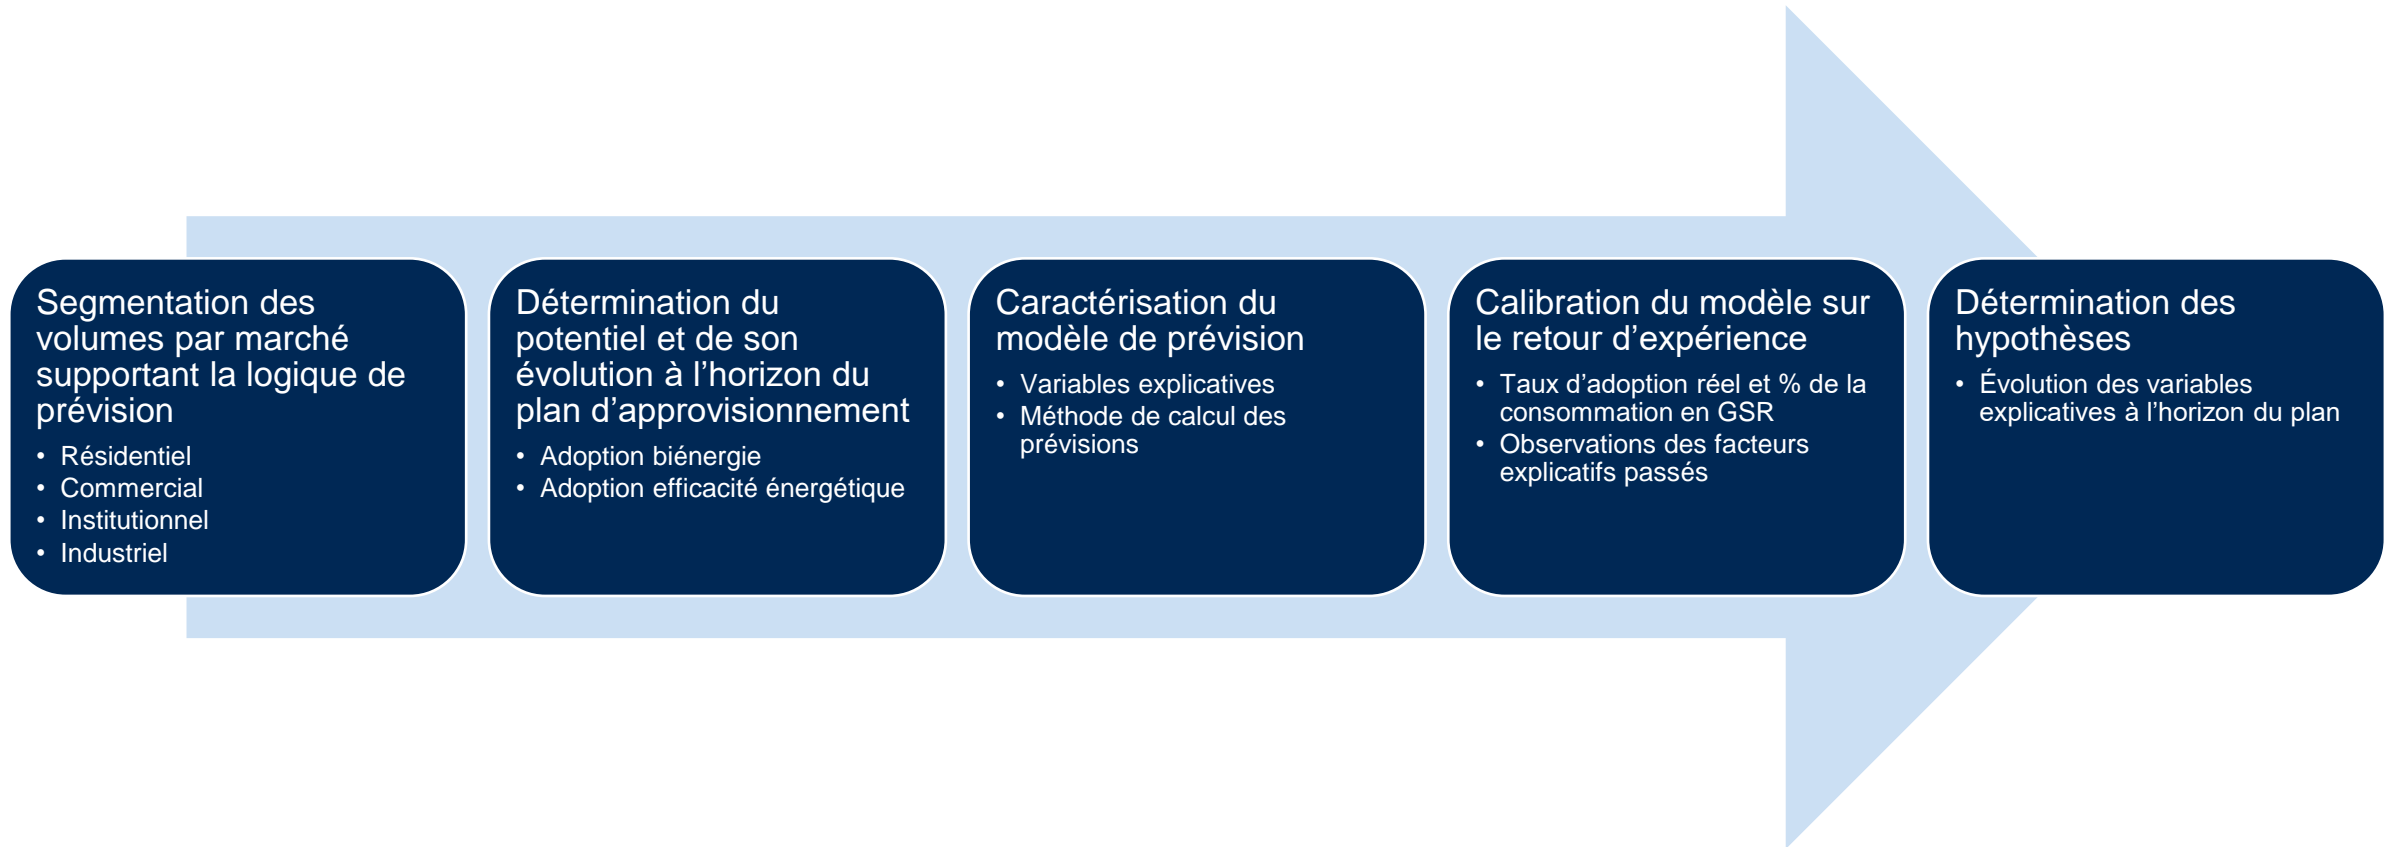 Segmentation des
volumes par marché
supportant la logique de
prévision
• Résidentiel
• Commercial
• Institutionnel
• Industriel
Détermination du
potentiel et de son
évolution à l’horizon du
plan d’approvisionnement
• Adoption biénergie
• Adoption efficacité énergétique
Caractérisation du
modèle de prévision
• Variables explicatives
• Méthode de calcul des
prévisions
Calibration du modèle sur
le retour d’expérience
• Taux d’adoption réel et % de la
consommation en GSR
• Observations des facteurs
explicatifs passés
Détermination des
hypothèses
• Évolution des variables
explicatives à l’horizon du plan